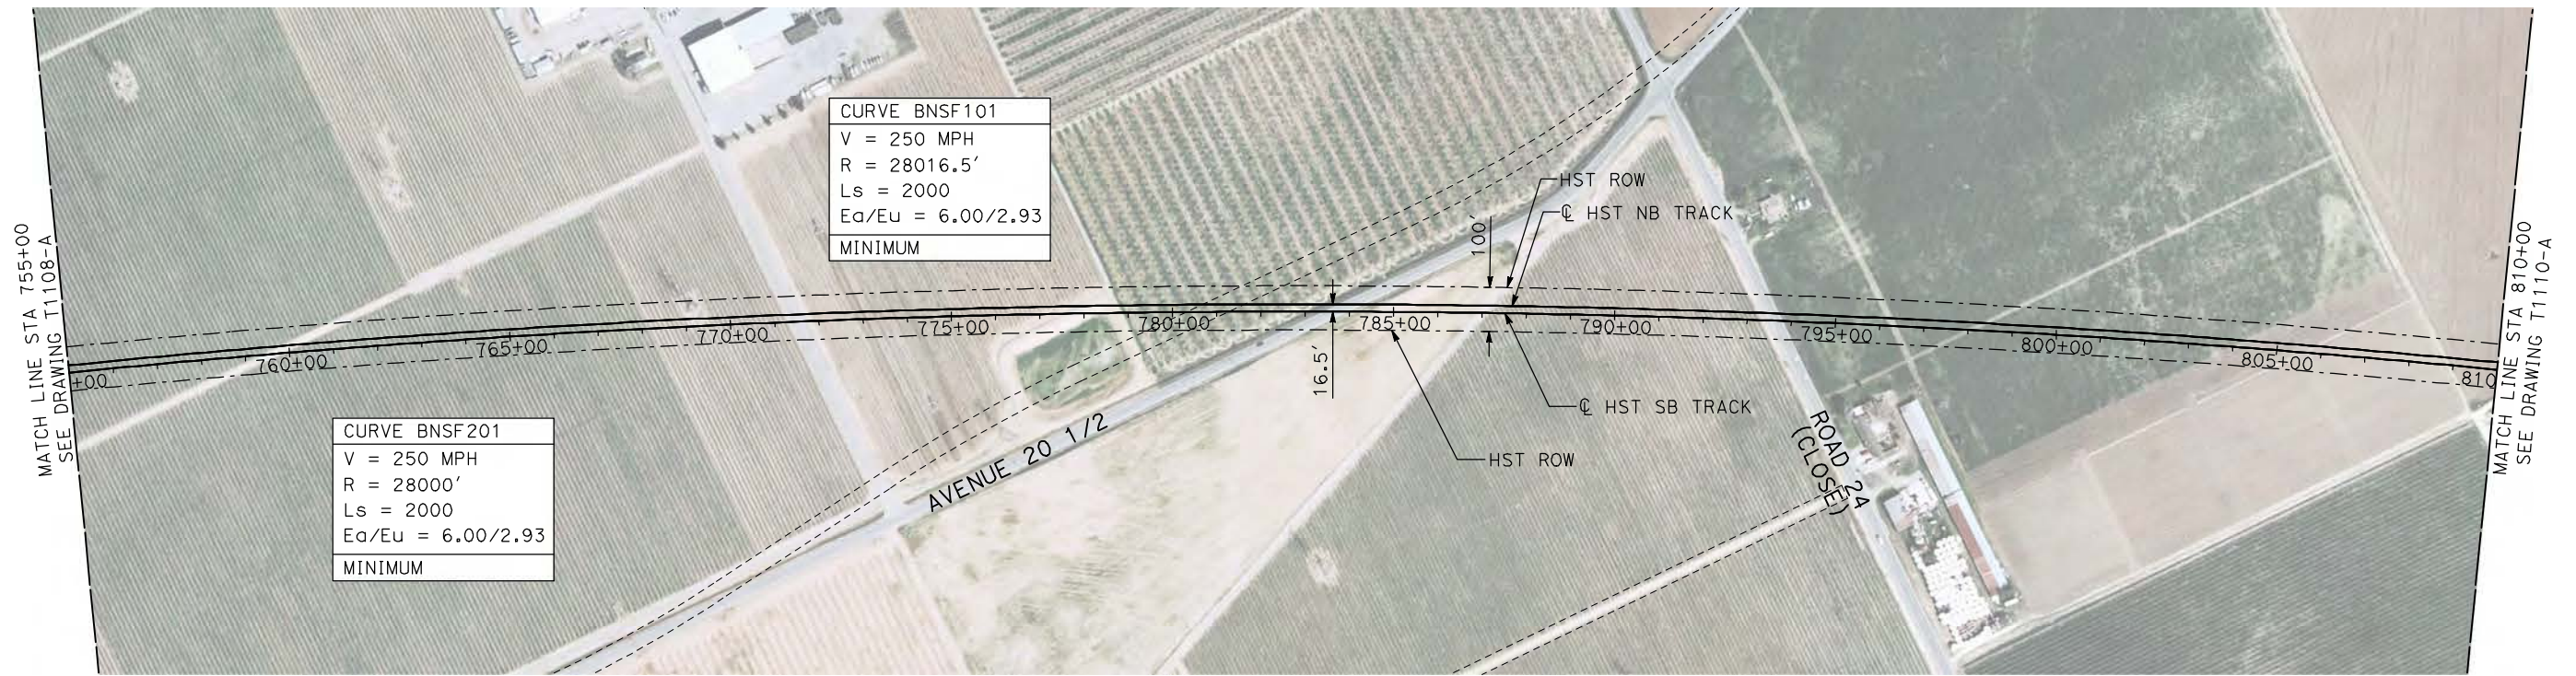 MATCH LINE STA 755+00
SEE DRAWING T1108-A
CURVE BNSF101
V = 250 MPH
R = 28016.5'
Ls = 2000
Ea/Eu = 6.00/2.93
MINIMUM
HST ROW
℄ HST NB TRACK
100'
+00
760+00
765+00
770+00
775+00
780+00
785+00
790+00
795+00
800+00
805+00
810
16.5'
℄ HST SB TRACK
HST ROW
CURVE BNSF201
V = 250 MPH
R = 28000'
Ls = 2000
Ea/Eu = 6.00/2.93
MINIMUM
AVENUE 20 1/2
ROAD 24
(CLOSE)
MATCH LINE STA 810+00
SEE DRAWING T1110-A